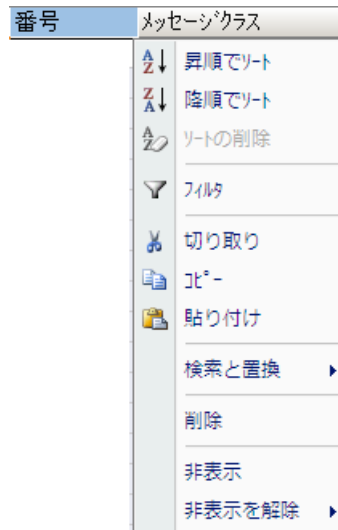 番号 ﾒｯｾｰｼﾞｸﾗｽ
昇順でｿｰﾄ
降順でｿｰﾄ
ｿｰﾄの削除
ﾌｨﾙﾀ
切り取り
ｺﾋﾟｰ
貼り付け
検索と置換
削除
非表示
非表示を解除